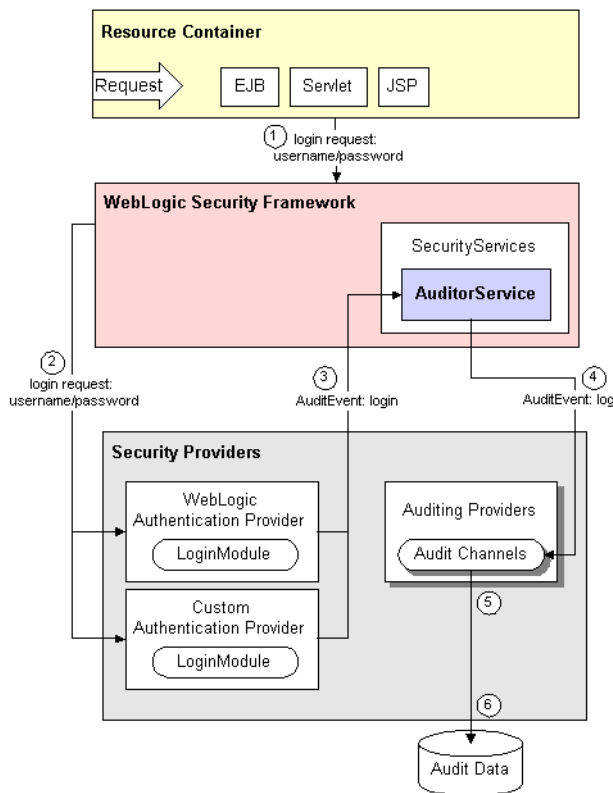 Resource Container
Request
EJB
Servlet
JSP
1
login request:
username/password
WebLogic Security Framework
SecurityServices
AuditorService
2
login request:
username/password
3
AuditEvent: login
4
AuditEvent: log
Security Providers
WebLogic
Authentication Provider
LoginModule
Auditing Providers
Audit Channels
5
Custom
Authentication Provider
LoginModule
6
Audit Data